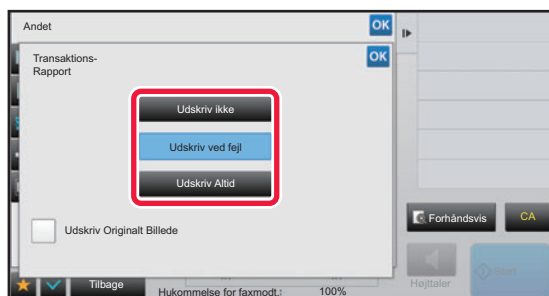 Andet
OK
Transaktions-
Rapport
OK
Udskriv ikke
Udskriv ved fejl
Udskriv Altid
Udskriv Originalt Billede
Forhåndsvis
CA
Tilbage
Hukommelse for faxmodt.:
100%
Højttaler
Start